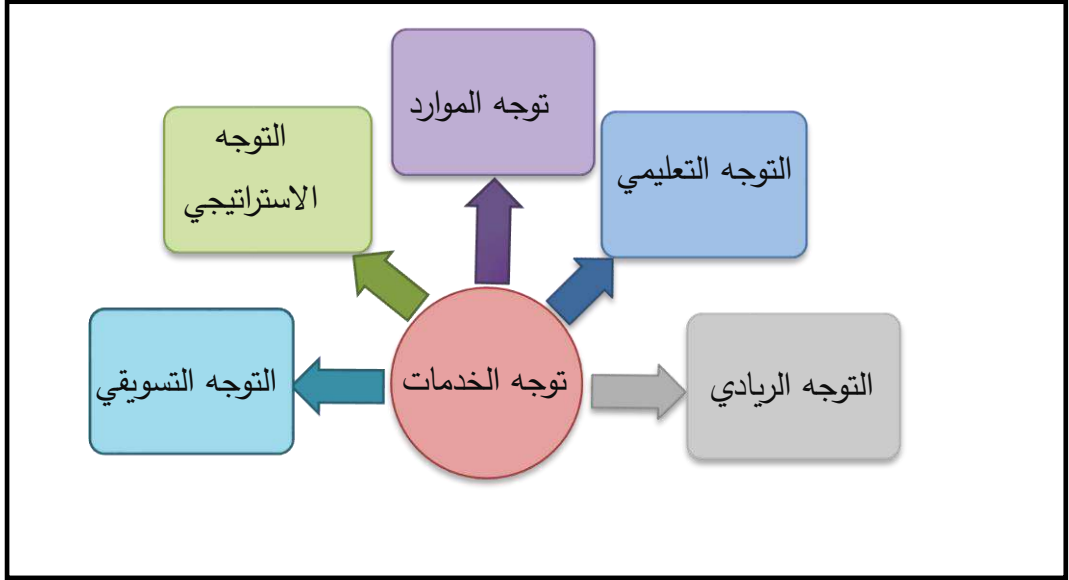 توجه الموارد
التوجه
الاستراتيجي
التوجه التعليمي
التوجه التسويقي
توجه الخدمات
التوجه الريادي